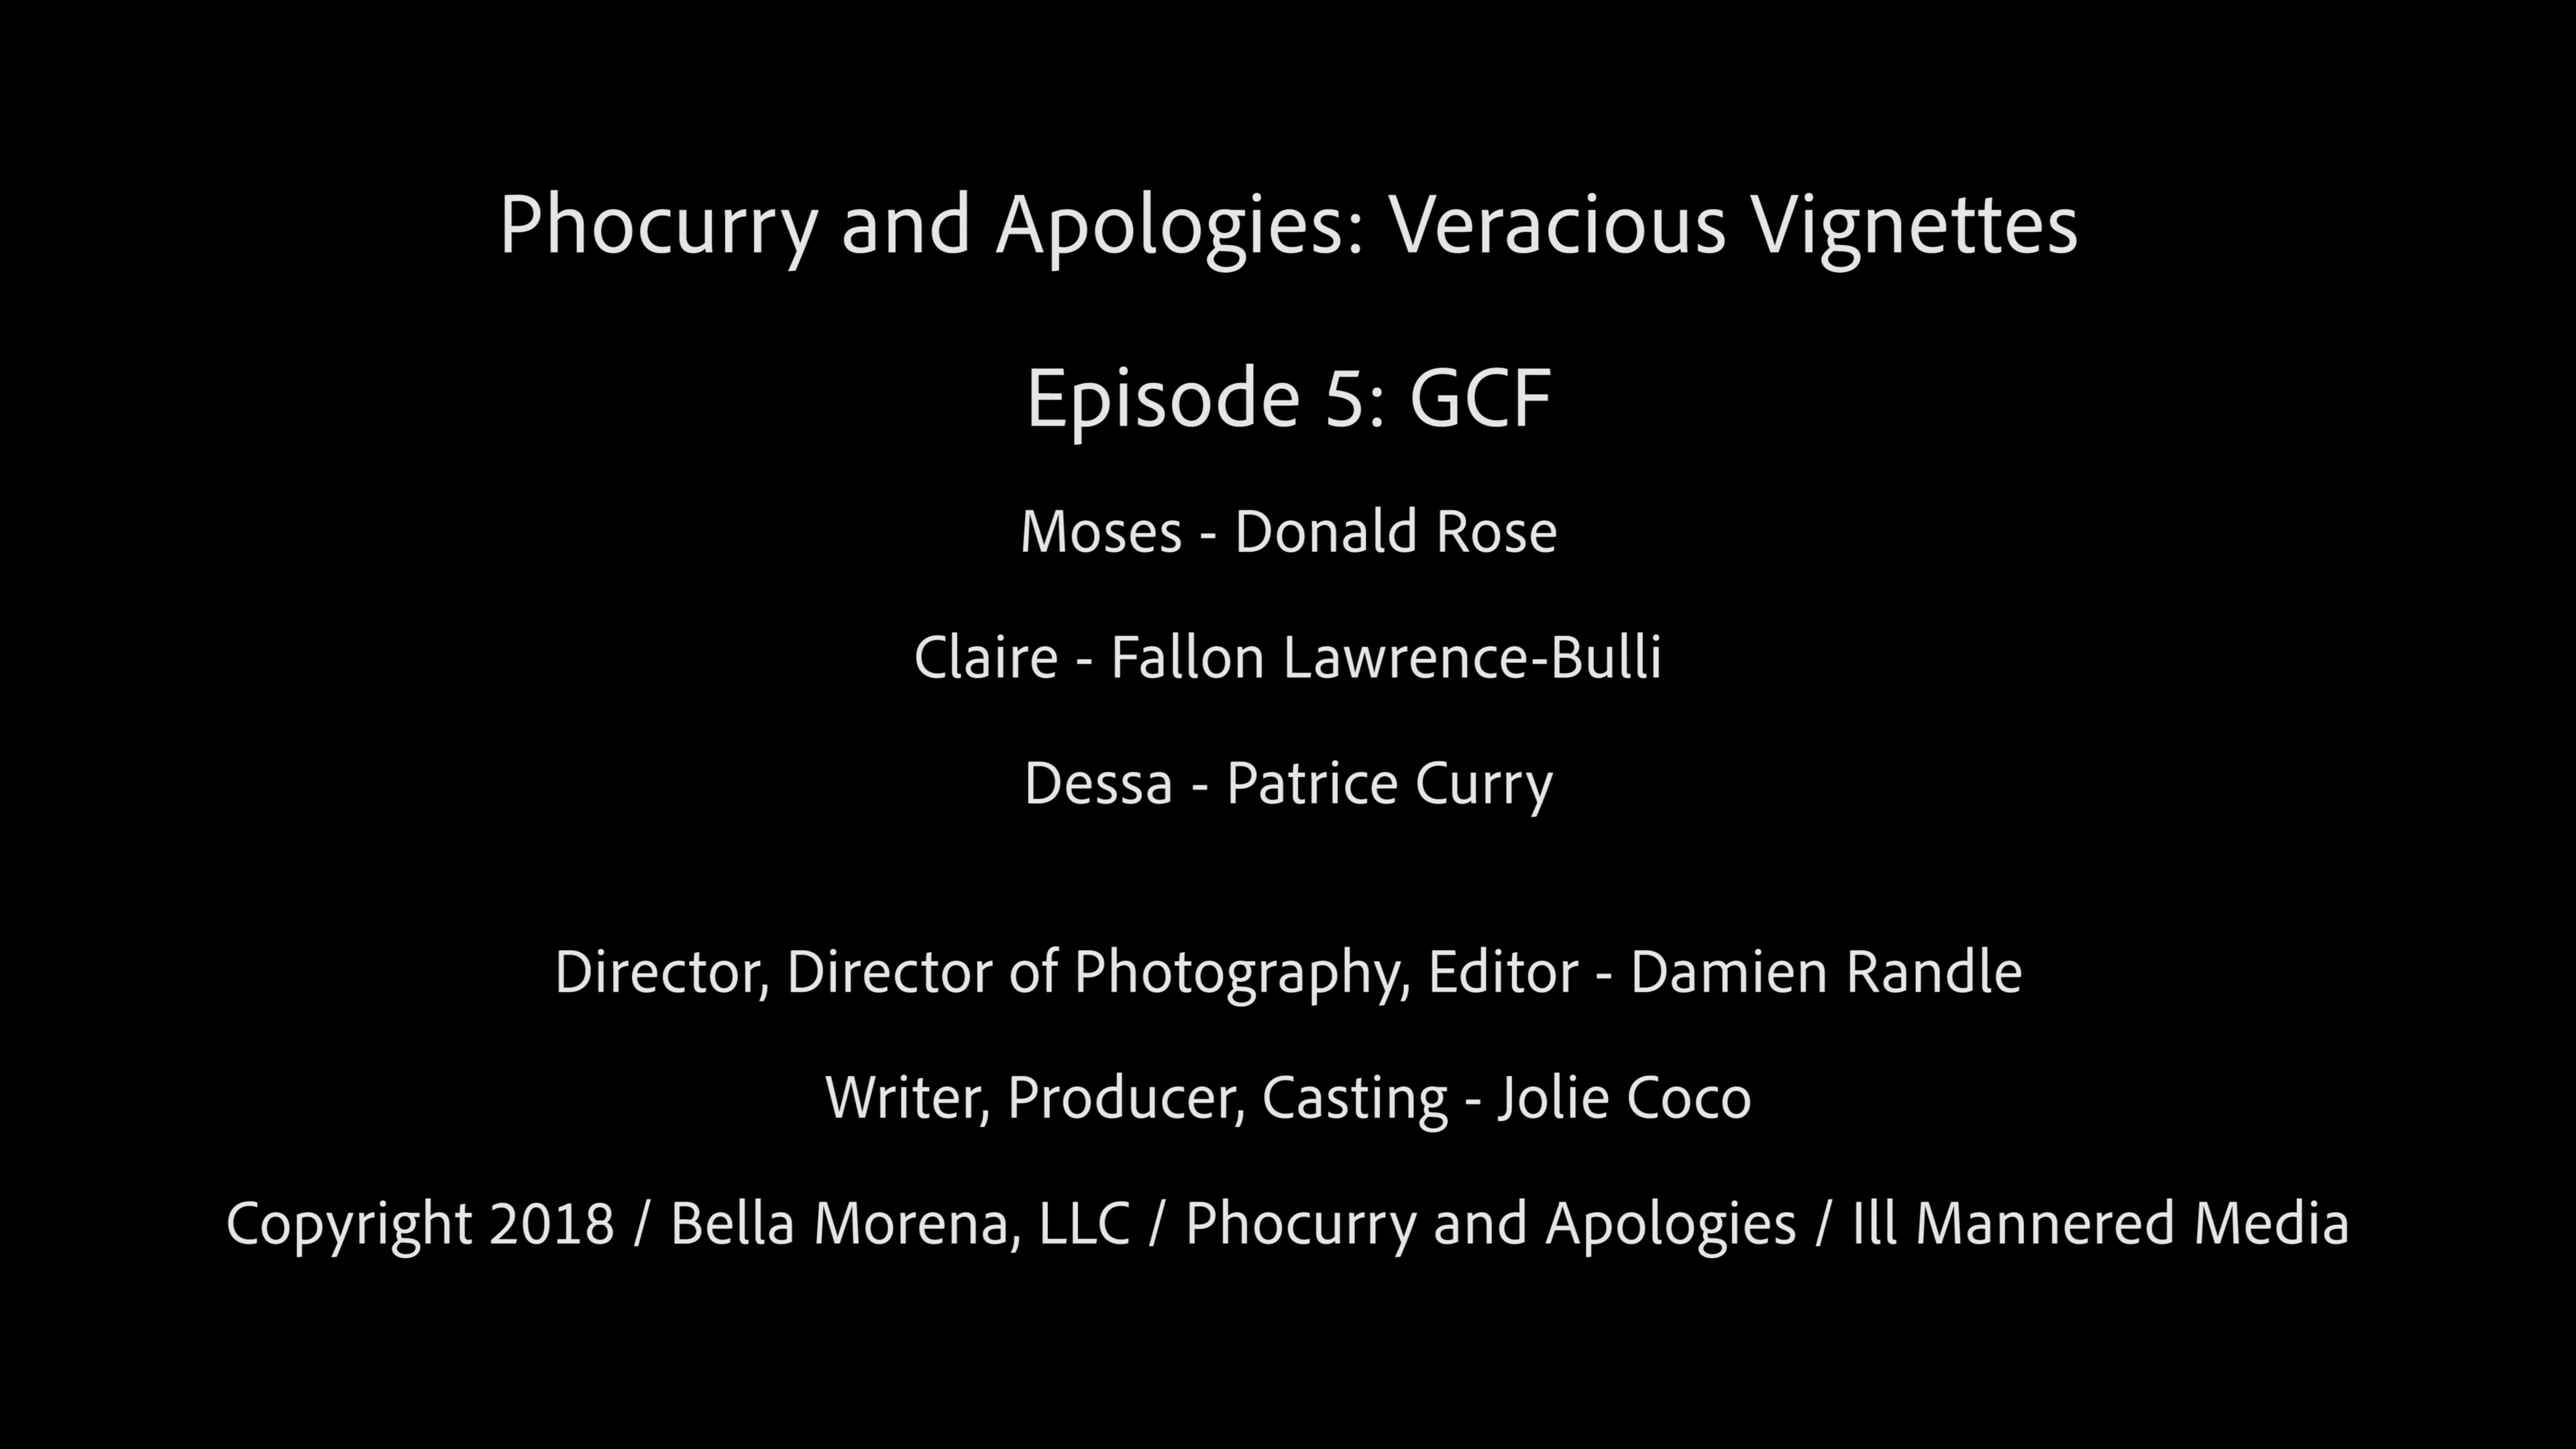 Phocurry and Apologies: Veracious Vignettes
Episode 5: GCF
Moses - Donald Rose
Claire - Fallon Lawrence-Bulli
Dessa - Patrice Curry
Director, Director of Photography, Editor - Damien Randle
Writer, Producer, Casting - Jolie Coco
Copyright 2018 / Bella Morena, LLC / Phocurry and Apologies / Ill Mannered Media